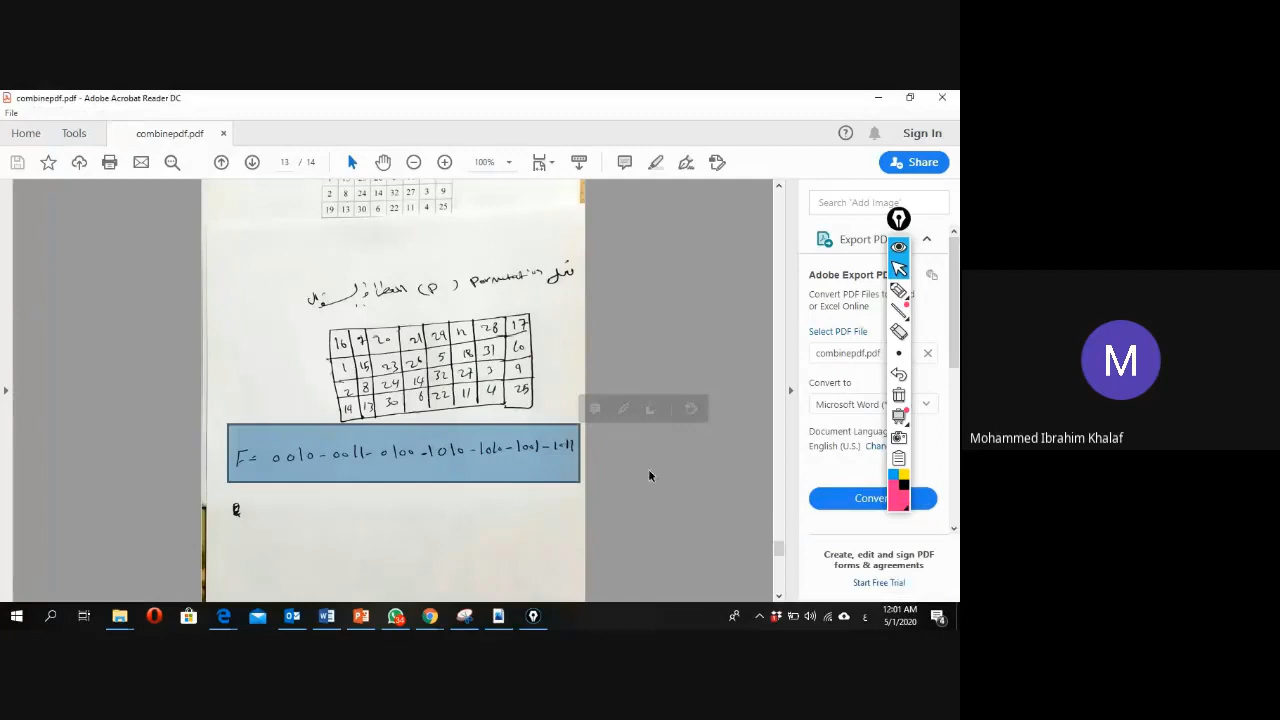 combinepdf.pdf - Adobe Acrobat Reader DC
File
Home Tools combinepdf.pdf × Sign In
13 / 14 100% Share
2 8 24 14 32 27 3 9
19 13 30 6 22 11 4 25
Permutation (P)
16 7 20 21 29 12 28 17
1 15 23 26 5 18 31 10
2 8 24 14 32 27 3 9
19 13 30 6 22 11 4 25
F= 0010-0011-0100-1010-1010-1001-1011
Search 'Add Image'
Export PD
Adobe Export P
Convert PDF Files to
or Excel Online
Select PDF File
combinepdf.pdf
Convert to
Microsoft Word (
Document Langua
English (U.S.) Chan
Conver
Create, edit and sign PDF
forms & agreements
Start Free Trial
M
Mohammed Ibrahim Khalaf
34
ع
12:01 AM
5/1/2020
4